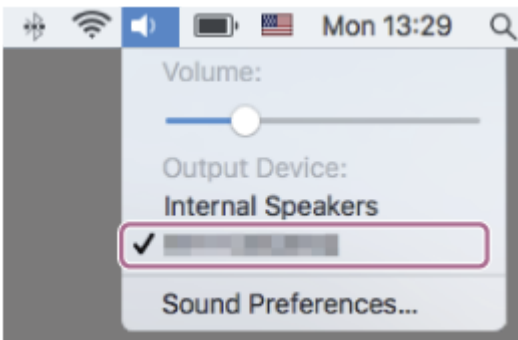 Mon 13:29
Volume:
Output Device:
Internal Speakers
Sound Preferences...